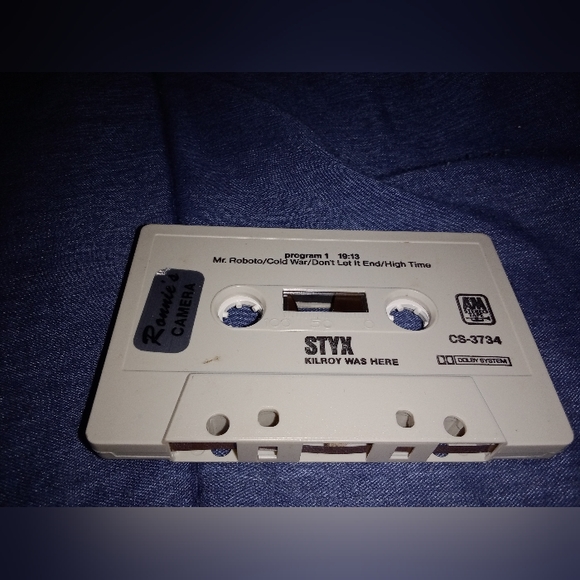 program 1 19:13
Mr. Roboto/Cold War/Don't Let It End/High Time
Ronnie's
CAMERA
A&M
RECORDS
STYX
KILROY WAS HERE
CS-3734
DOLBY SYSTEM